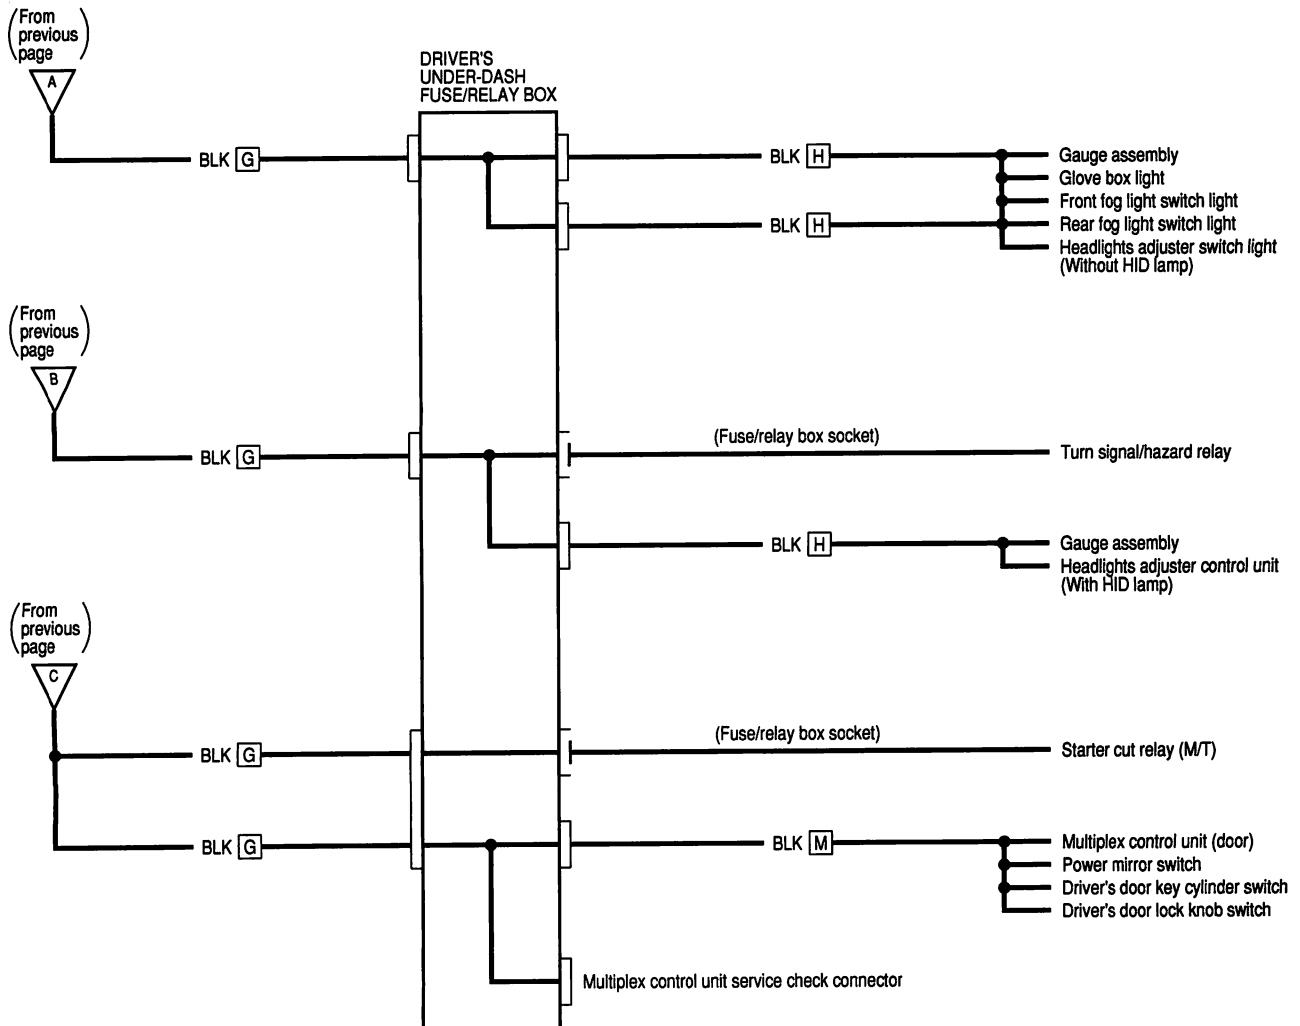 (From
previous
page)
A
DRIVER'S
UNDER-DASH
FUSE/RELAY BOX
BLK G
BLK H
Gauge assembly
Glove box light
Front fog light switch light
BLK H
Rear fog light switch light
Headlights adjuster switch light
(Without HID lamp)
(From
previous
page)
B
BLK G
(Fuse/relay box socket)
Turn signal/hazard relay
BLK H
Gauge assembly
Headlights adjuster control unit
(With HID lamp)
(From
previous
page)
C
BLK G
(Fuse/relay box socket)
Starter cut relay (M/T)
BLK G
BLK M
Multiplex control unit (door)
Power mirror switch
Driver's door key cylinder switch
Driver's door lock knob switch
Multiplex control unit service check connector